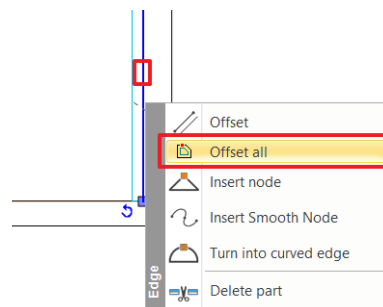 Offset
Offset all
Insert node
Insert Smooth Node
Turn into curved edge
Delete part
Edge